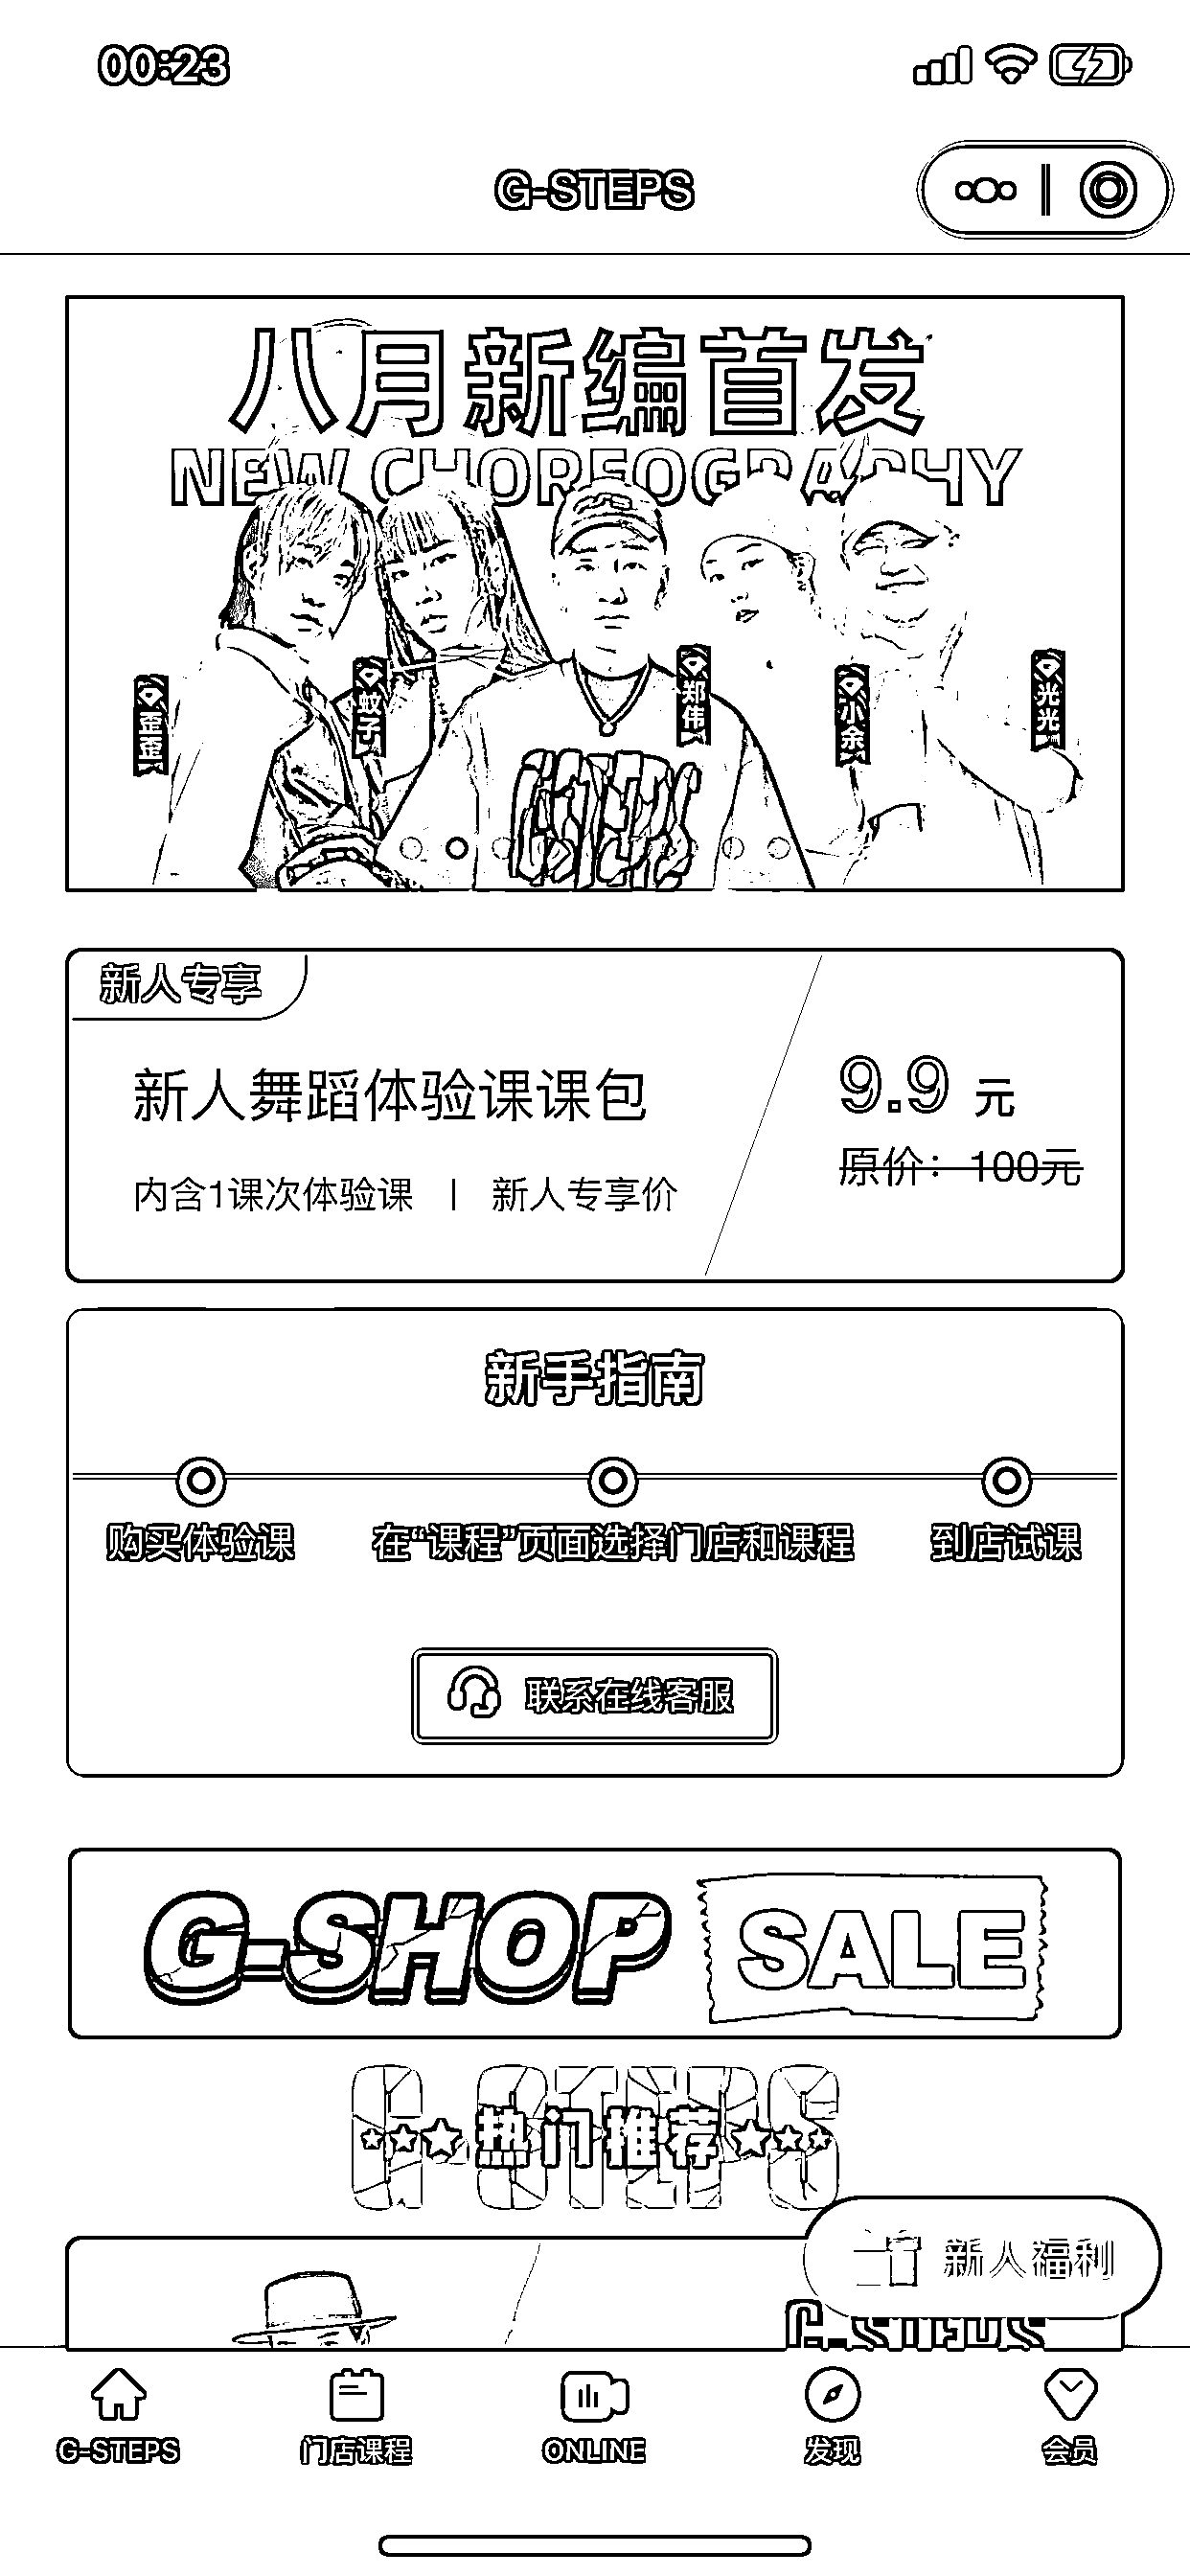 00:23
G-STEPS
八月新编首发
NEW CHOREOGRAPHY
歪歪
蚊子
郑伟
小余
光光
新人专享
新人舞蹈体验课课包
9.9 元
原价：100元
内含1课次体验课 | 新人专享价
新手指南
购买体验课 在“课程”页面选择门店和课程 到店试课
联系在线客服
G-SHOP SALE
G-STEPS
热门推荐
新人福利
G-STEPS
G-STEPS 门店课程 ONLINE 发现 会员